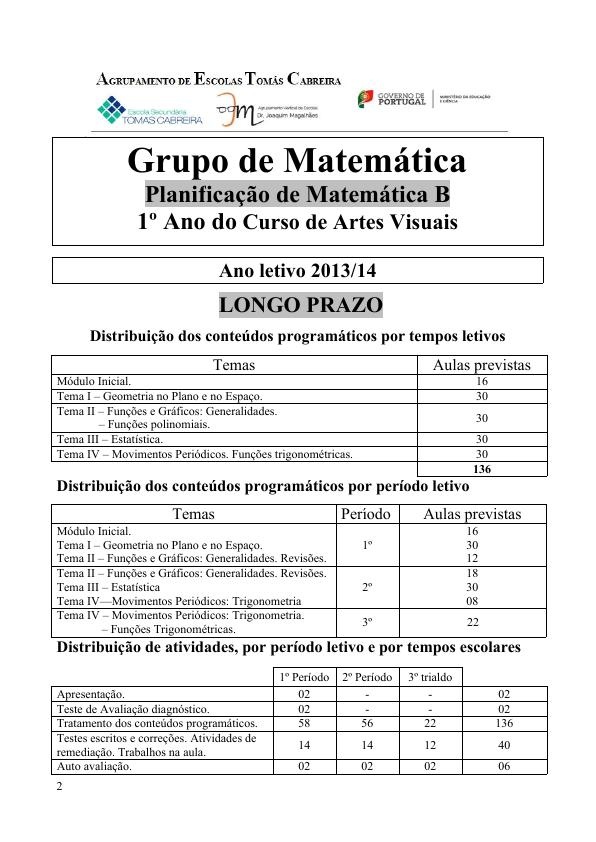 AGRUPAMENTO DE ESCOLAS TOMÁS CABREIRA
Escola Secundária
TOMÁS CABREIRA
Agrupamento Vertical de Escolas
Dr. Joaquim Magalhães
GOVERNO DE
PORTUGAL
MINISTÉRIO DA EDUCAÇÃO
E CIÊNCIA
Grupo de Matemática
Planificação de Matemática B
1º Ano do Curso de Artes Visuais
Ano letivo 2013/14
LONGO PRAZO
Distribuição dos conteúdos programáticos por tempos letivos
Temas Aulas previstas
Módulo Inicial. 16
Tema I – Geometria no Plano e no Espaço. 30
Tema II – Funções e Gráficos: Generalidades.
– Funções polinomiais. 30
Tema III – Estatística. 30
Tema IV – Movimentos Periódicos. Funções trigonométricas. 30
136
Distribuição dos conteúdos programáticos por período letivo
Temas Período Aulas previstas
Módulo Inicial. 16
Tema I – Geometria no Plano e no Espaço. 1º 30
Tema II – Funções e Gráficos: Generalidades. Revisões. 12
Tema II – Funções e Gráficos: Generalidades. Revisões. 18
Tema III – Estatística 2º 30
Tema IV—Movimentos Periódicos: Trigonometria 08
Tema IV – Movimentos Periódicos: Trigonometria.
– Funções Trigonométricas. 3º 22
Distribuição de atividades, por período letivo e por tempos escolares
1º Período 2º Período 3º trialdo
Apresentação. 02 - - 02
Teste de Avaliação diagnóstico. 02 - - 02
Tratamento dos conteúdos programáticos. 58 56 22 136
Testes escritos e correções. Atividades de
remediação. Trabalhos na aula. 14 14 12 40
Auto avaliação. 02 02 02 06
2